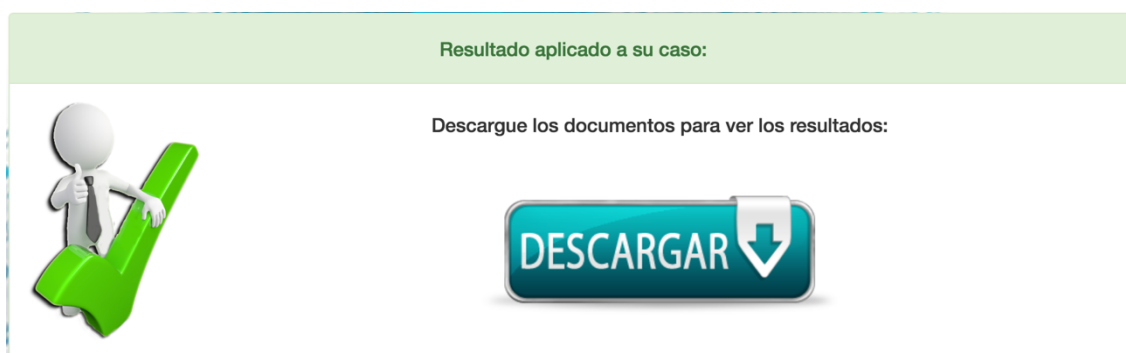 Resultado aplicado a su caso:
Descargue los documentos para ver los resultados:
DESCARGAR